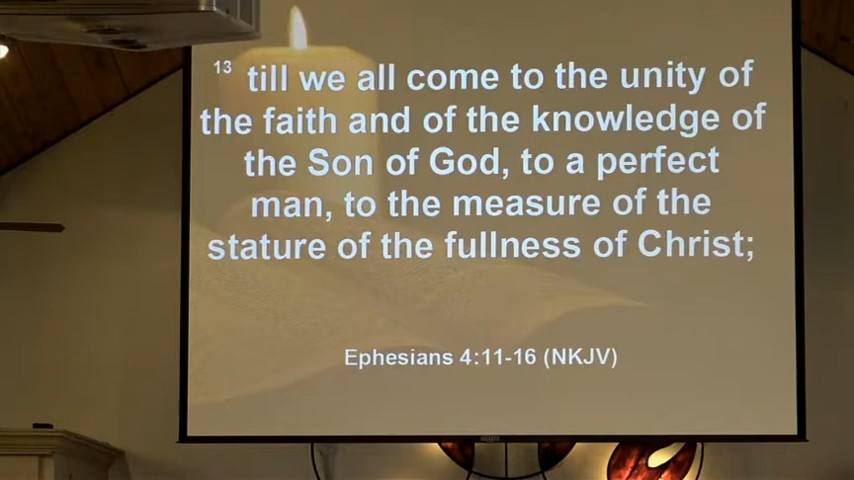 13 till we all come to the unity of
the faith and of the knowledge of
the Son of God, to a perfect
man, to the measure of the
stature of the fullness of Christ;
Ephesians 4:11-16 (NKJV)